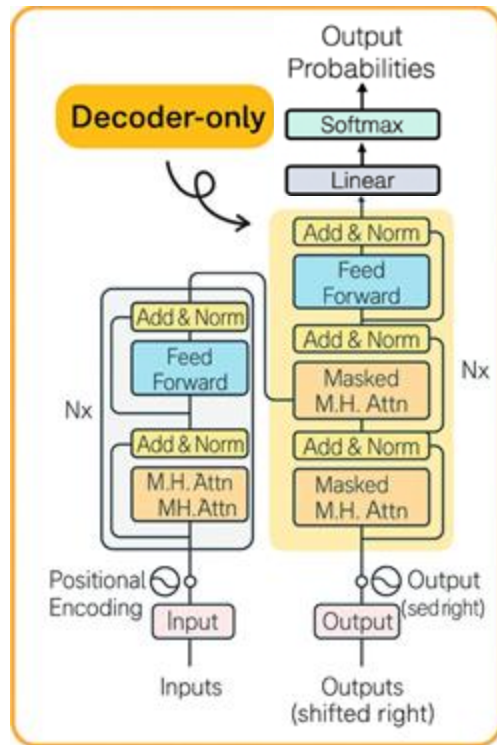 Output
Probabilities
Softmax
Linear
Decoder-only
Add & Norm
Feed
Forward
Add & Norm
Masked
M.H. Attn
Add & Norm
Masked
M.H. Attn
Nx
Add & Norm
Feed
Forward
Nx
Add & Norm
M.H. Attn
MH. Attn
Positional
Encoding
Input
Inputs
Output
(sed right)
Output
Outputs
(shifted right)